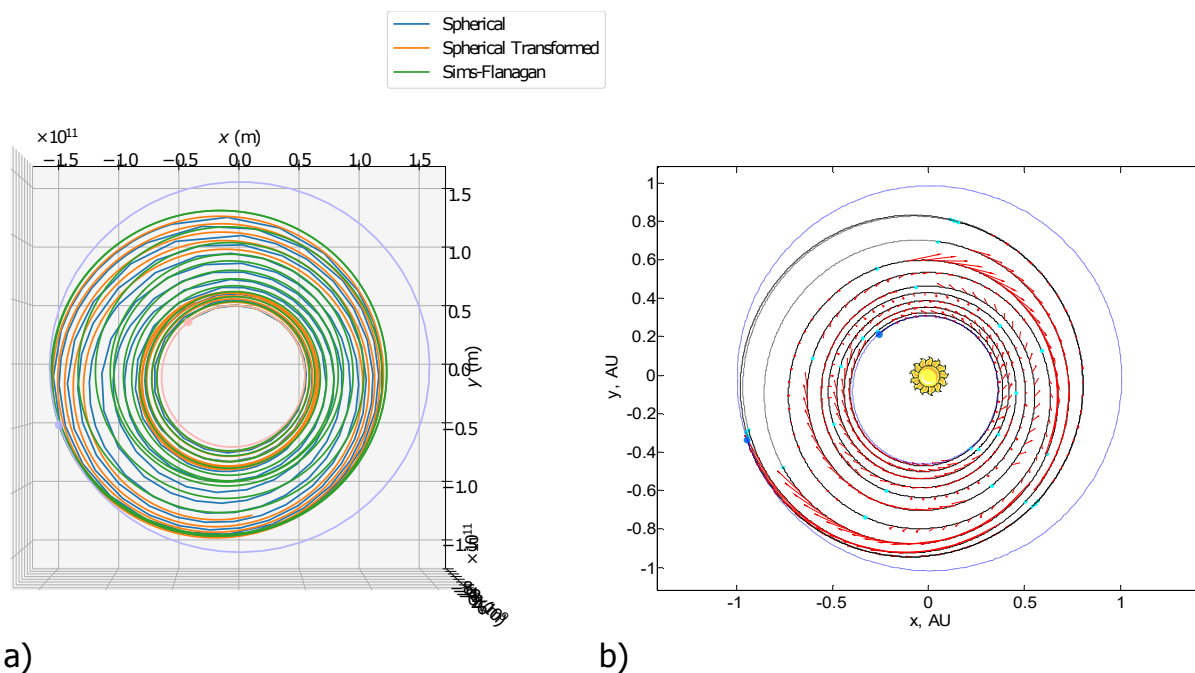 Spherical
Spherical Transformed
Sims-Flanagan
×10¹¹
x (m)
−1.5 −1.0 −0.5 0.0 0.5 1.0 1.5
1.5
1.0
0.5
0.0
y (m)
−0.5
−1.0
−1.5
×10¹¹
1
0.8
0.6
0.4
0.2
0
-0.2
-0.4
-0.6
-0.8
-1
y, AU
-1 -0.5 0 0.5 1
x, AU
a)
b)